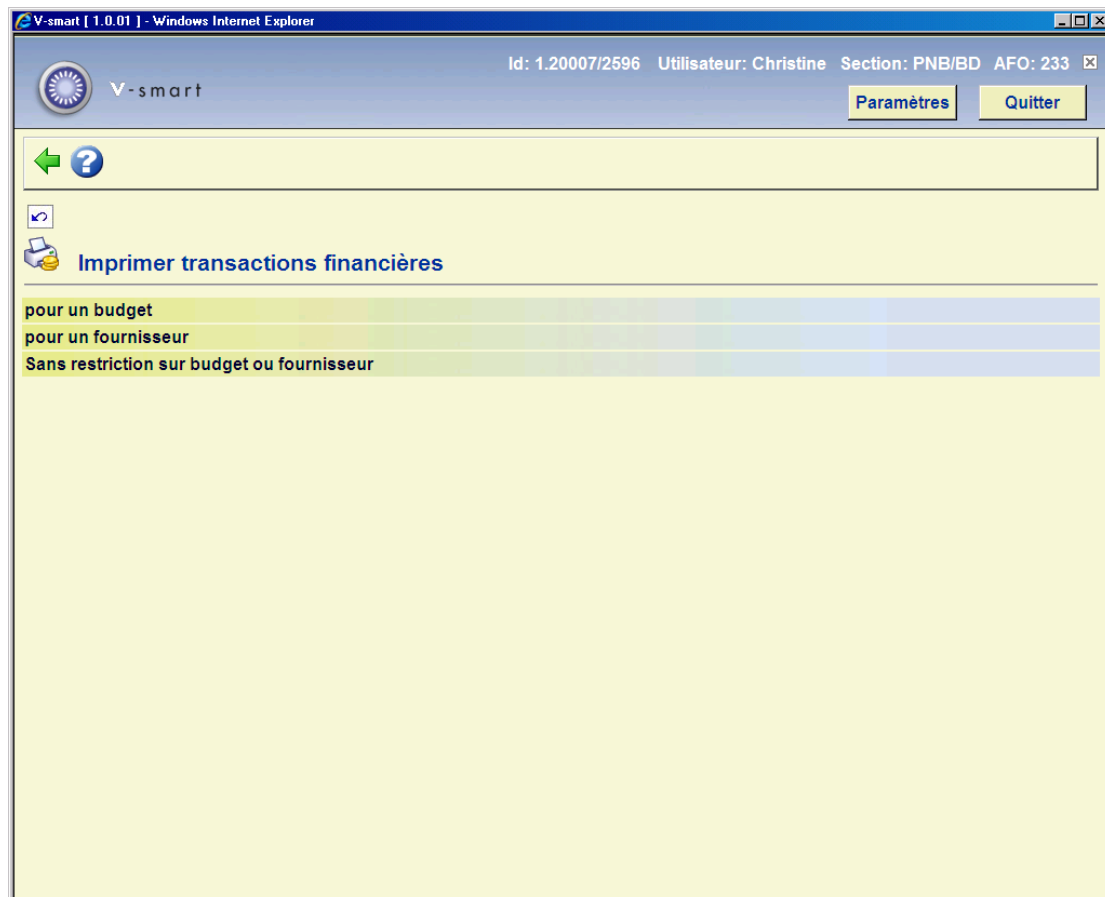 V-smart [ 1.0.01 ] - Windows Internet Explorer
Id: 1.20007/2596 Utilisateur: Christine Section: PNB/BD AFO: 233
V-smart
Paramètres Quitter
Imprimer transactions financières
pour un budget
pour un fournisseur
Sans restriction sur budget ou fournisseur